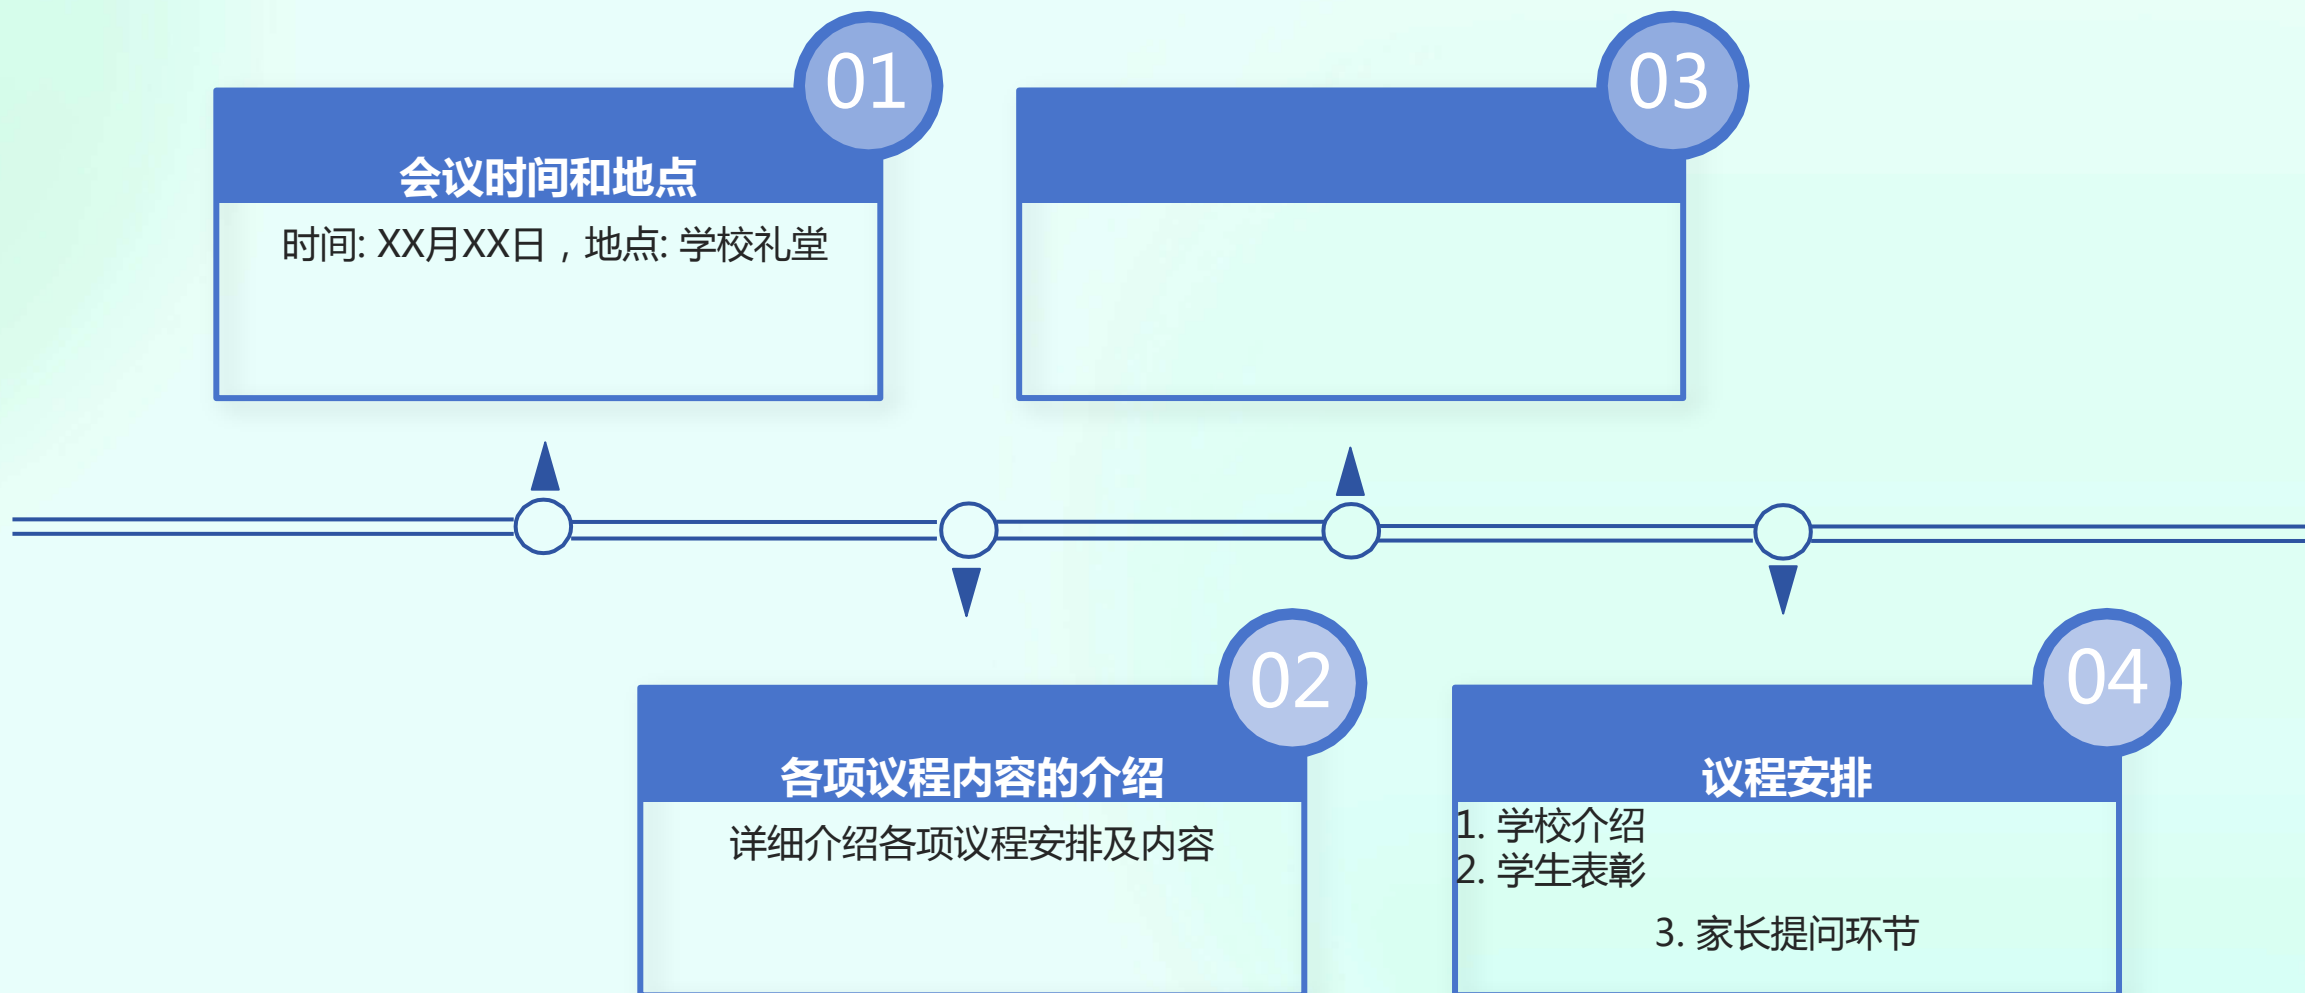 01
会议时间和地点
时间: XX月XX日，地点: 学校礼堂
03
02
各项议程内容的介绍
详细介绍各项议程安排及内容
04
议程安排
1. 学校介绍
2. 学生表彰
3. 家长提问环节